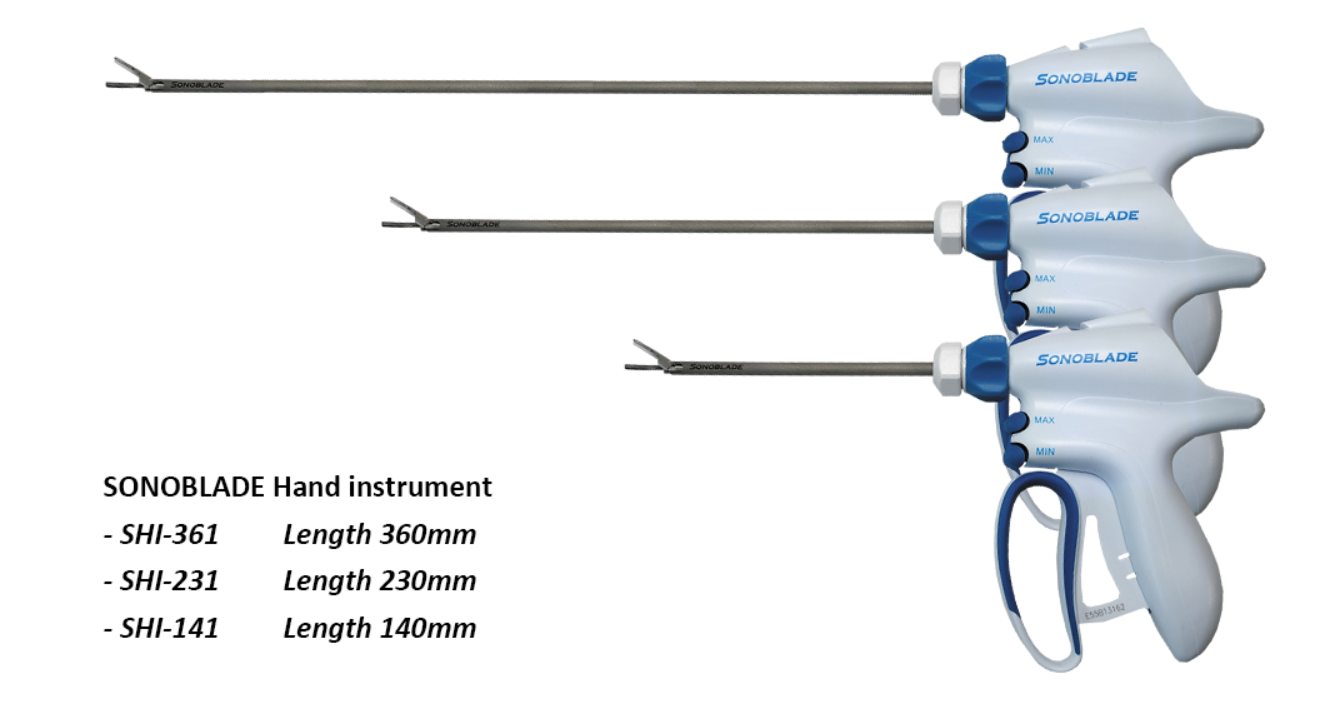 SONOBLADE
SONOBLADE
MAX
MIN
SONOBLADE
SONOBLADE
MAX
MIN
SONOBLADE
SONOBLADE
MAX
MIN
SONOBLADE Hand instrument
- SHI-361 Length 360mm
- SHI-231 Length 230mm
- SHI-141 Length 140mm